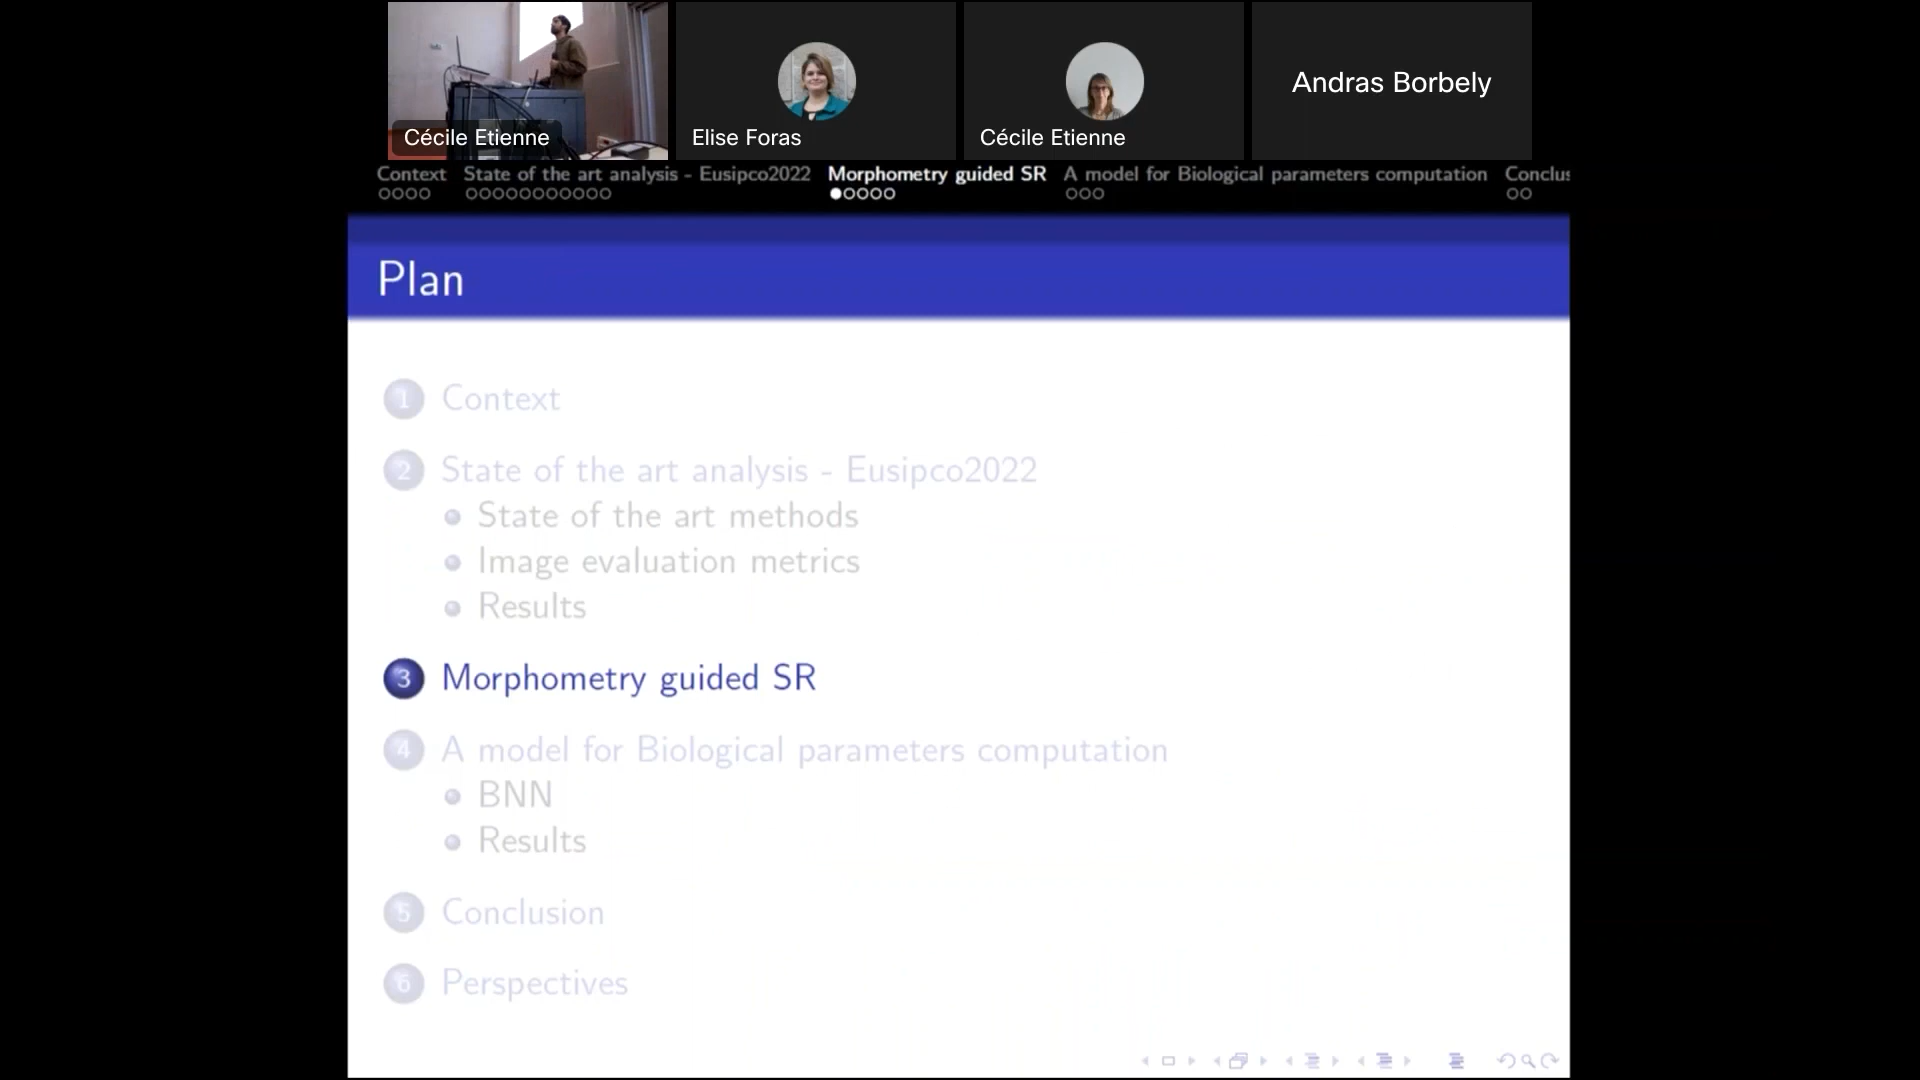 Andras Borbely
Cécile Etienne
Elise Foras
Cécile Etienne
Context
State of the art analysis - Eusipco2022
Morphometry guided SR
A model for Biological parameters computation
Conclus
Plan
1 Context
2 State of the art analysis - Eusipco2022
State of the art methods
Image evaluation metrics
Results
3 Morphometry guided SR
4 A model for Biological parameters computation
BNN
Results
5 Conclusion
6 Perspectives